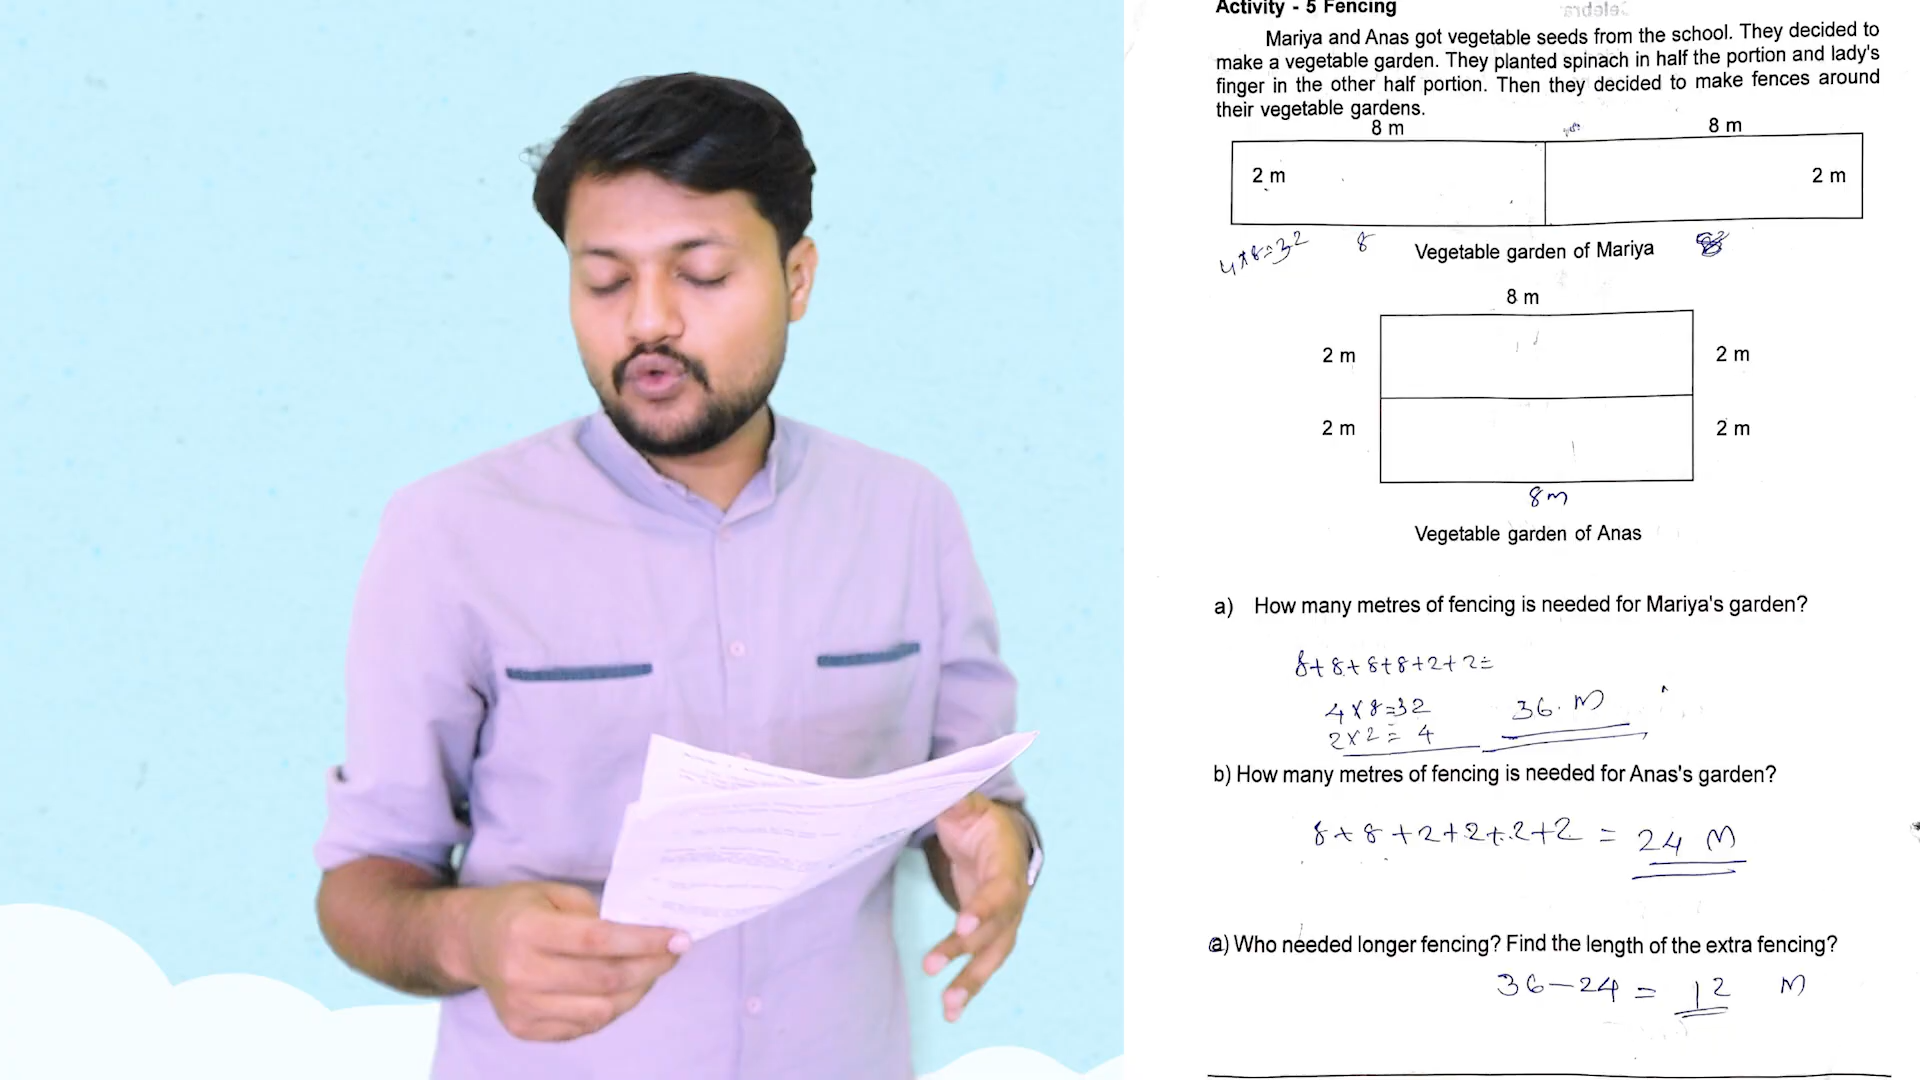 Activity - 5 Fencing
Mariya and Anas got vegetable seeds from the school. They decided to
make a vegetable garden. They planted spinach in half the portion and lady's
finger in the other half portion. Then they decided to make fences around
their vegetable gardens.
8 m 8 m
2 m 2 m
4×8=32 8 Vegetable garden of Mariya
8 m
2 m 2 m
2 m 2 m
8m
Vegetable garden of Anas
a) How many metres of fencing is needed for Mariya's garden?
8+8+8+8+2+2=
4×8=32 36. M
2×2= 4
b) How many metres of fencing is needed for Anas's garden?
8+8+2+2+2+2 = 24 M
a) Who needed longer fencing? Find the length of the extra fencing?
36-24 = 12 M